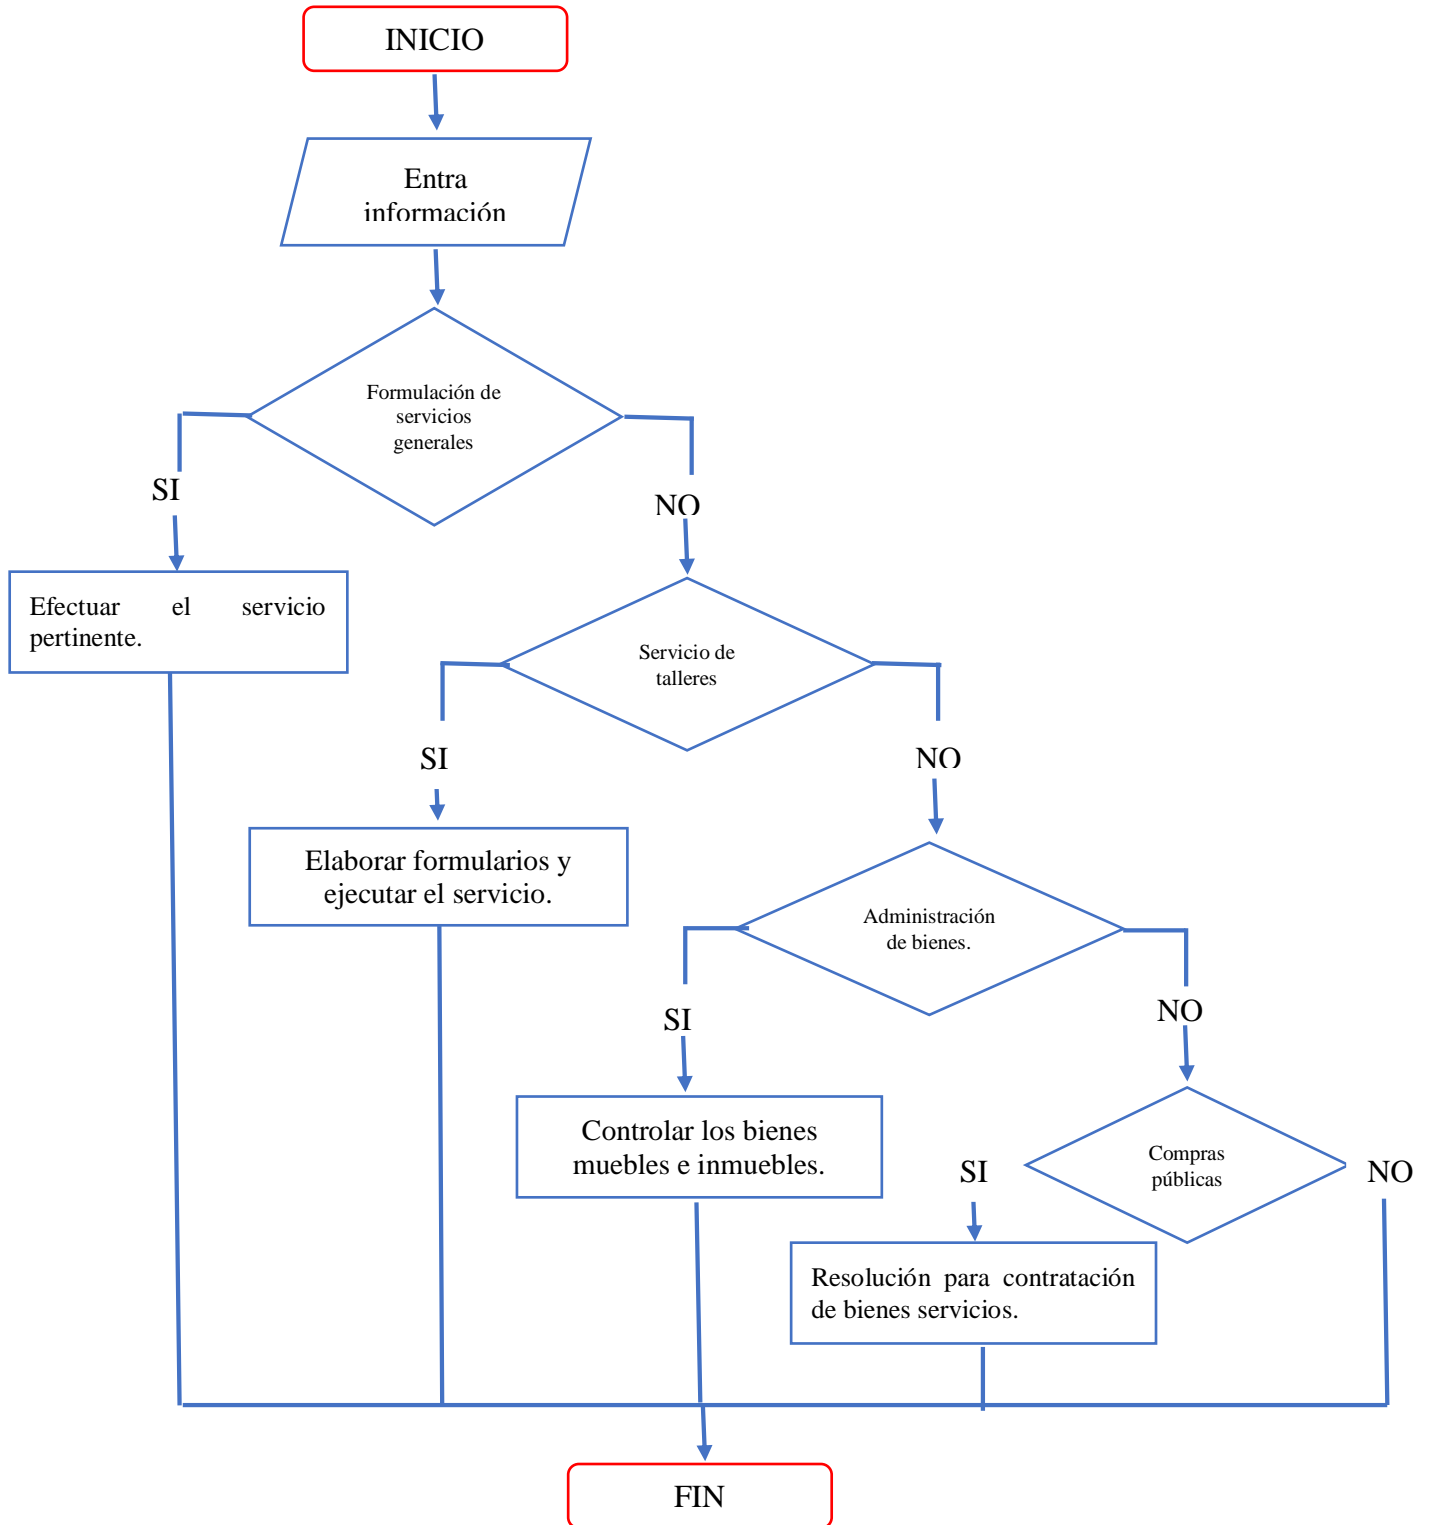 INICIO
Entra
información
Formulación de
servicios
generales
SI
NO
Efectuar el servicio
pertinente.
Servicio de
talleres
SI
NO
Elaborar formularios y
ejecutar el servicio.
Administración
de bienes.
SI
NO
Controlar los bienes
muebles e inmuebles.
Compras
públicas
SI
NO
Resolución para contratación
de bienes servicios.
FIN